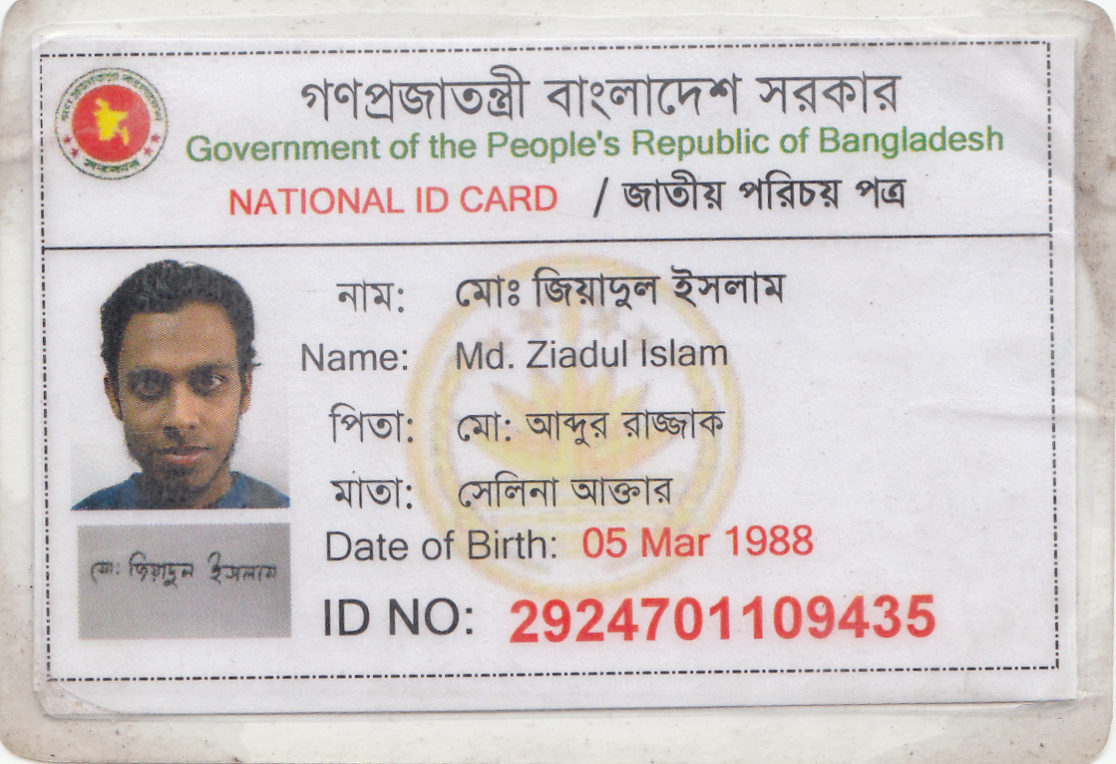 গণপ্রজাতন্ত্রী বাংলাদেশ সরকার
Government of the People's Republic of Bangladesh
NATIONAL ID CARD / জাতীয় পরিচয় পত্র
নাম: মোঃ জিয়াদুল ইসলাম
Name: Md. Ziadul Islam
পিতা: মো: আব্দুর রাজ্জাক
মাতা: সেলিনা আক্তার
Date of Birth: 05 Mar 1988
ID NO: 2924701109435
মো: জিয়াদুল ইসলাম